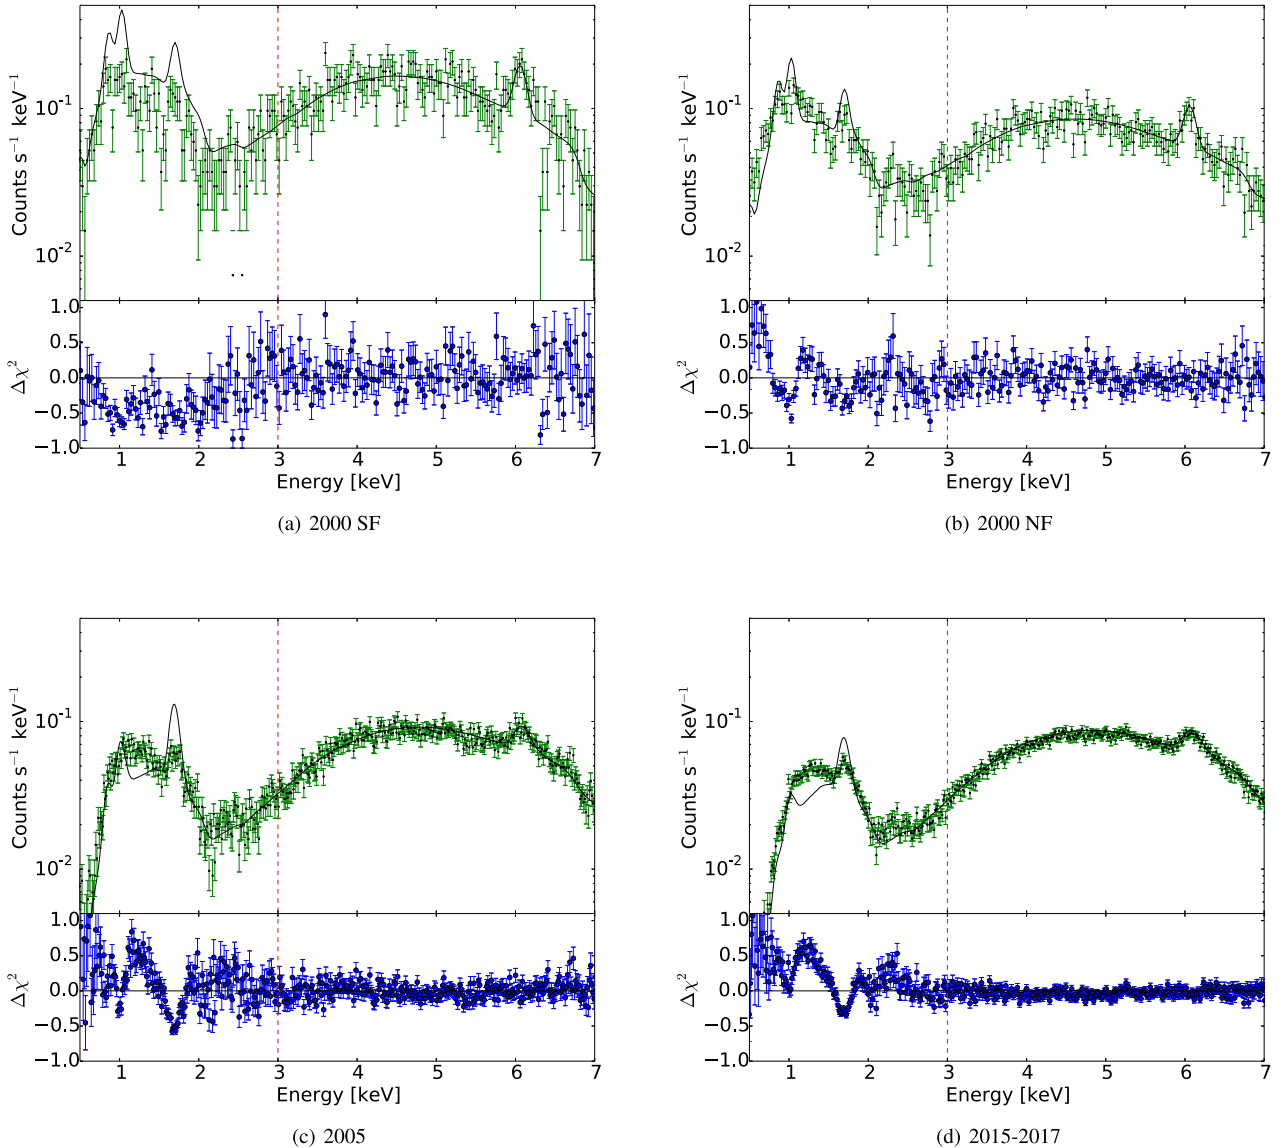 Counts s⁻¹ keV⁻¹
10⁻¹
10⁻²
Δχ²
1.0
0.5
0.0
−0.5
−1.0
1 2 3 4 5 6 7
Energy [keV]
(a) 2000 SF
Counts s⁻¹ keV⁻¹
10⁻¹
10⁻²
Δχ²
1.0
0.5
0.0
−0.5
−1.0
1 2 3 4 5 6 7
Energy [keV]
(b) 2000 NF
Counts s⁻¹ keV⁻¹
10⁻¹
10⁻²
Δχ²
1.0
0.5
0.0
−0.5
−1.0
1 2 3 4 5 6 7
Energy [keV]
(c) 2005
Counts s⁻¹ keV⁻¹
10⁻¹
10⁻²
Δχ²
1.0
0.5
0.0
−0.5
−1.0
1 2 3 4 5 6 7
Energy [keV]
(d) 2015-2017